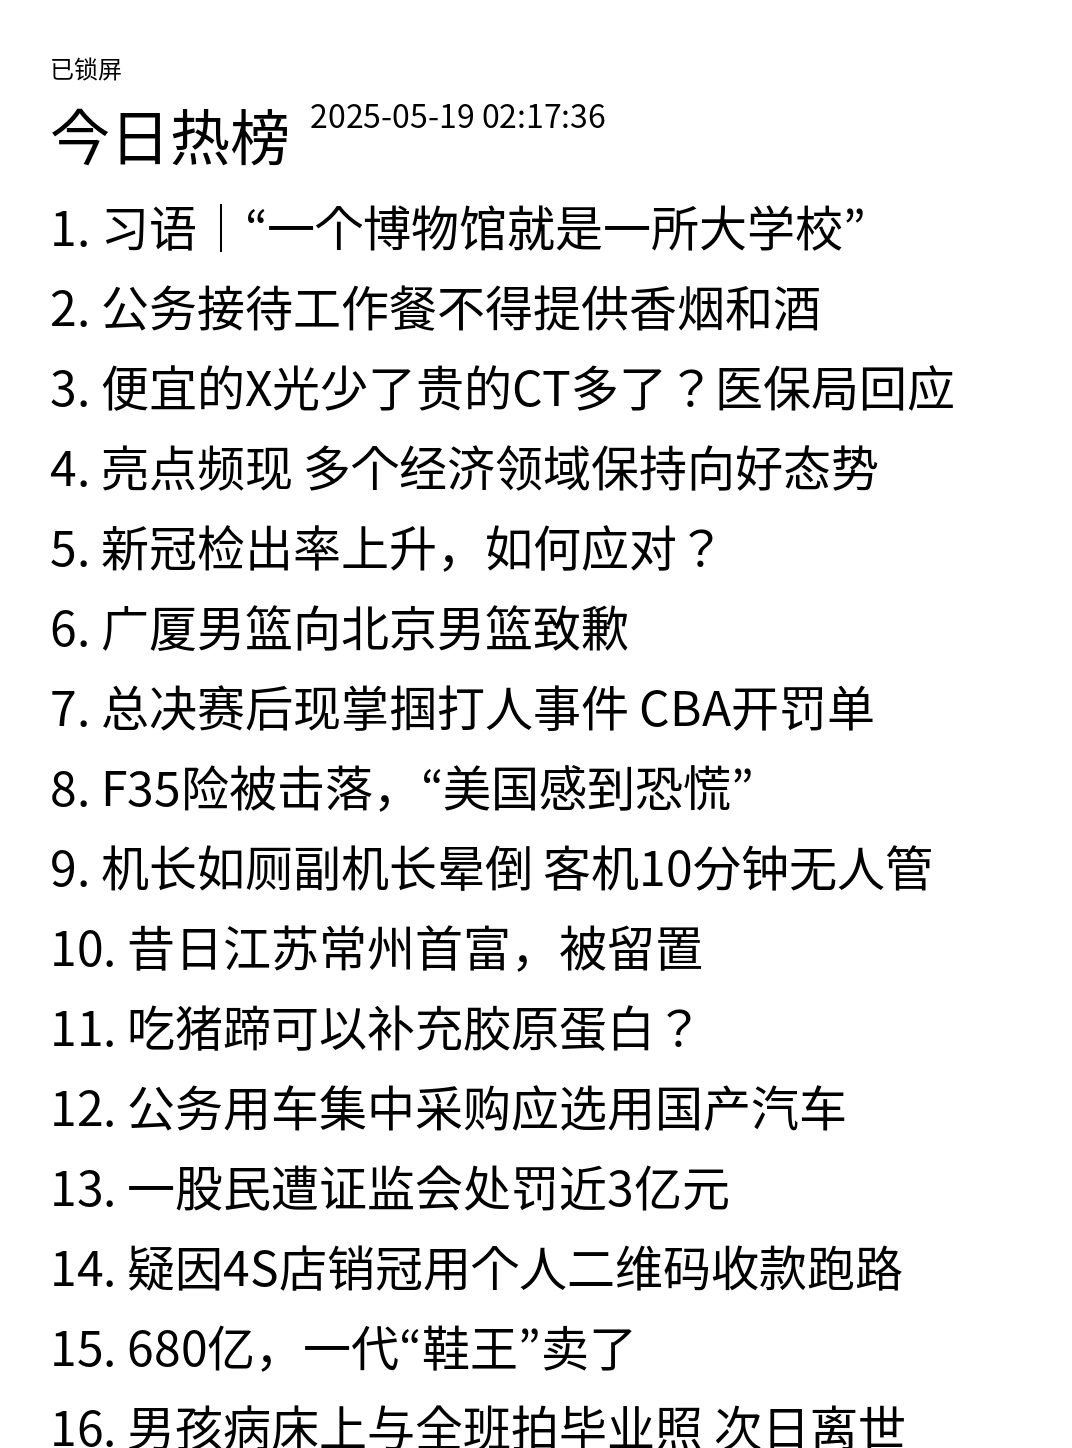 已锁屏
今日热榜 2025-05-19 02:17:36
1. 习语｜“一个博物馆就是一所大学校”
2. 公务接待工作餐不得提供香烟和酒
3. 便宜的X光少了贵的CT多了？医保局回应
4. 亮点频现 多个经济领域保持向好态势
5. 新冠检出率上升，如何应对？
6. 广厦男篮向北京男篮致歉
7. 总决赛后现掌掴打人事件 CBA开罚单
8. F35险被击落，“美国感到恐慌”
9. 机长如厕副机长晕倒 客机10分钟无人管
10. 昔日江苏常州首富，被留置
11. 吃猪蹄可以补充胶原蛋白？
12. 公务用车集中采购应选用国产汽车
13. 一股民遭证监会处罚近3亿元
14. 疑因4S店销冠用个人二维码收款跑路
15. 680亿，一代“鞋王”卖了
16. 男孩病床上与全班拍毕业照 次日离世